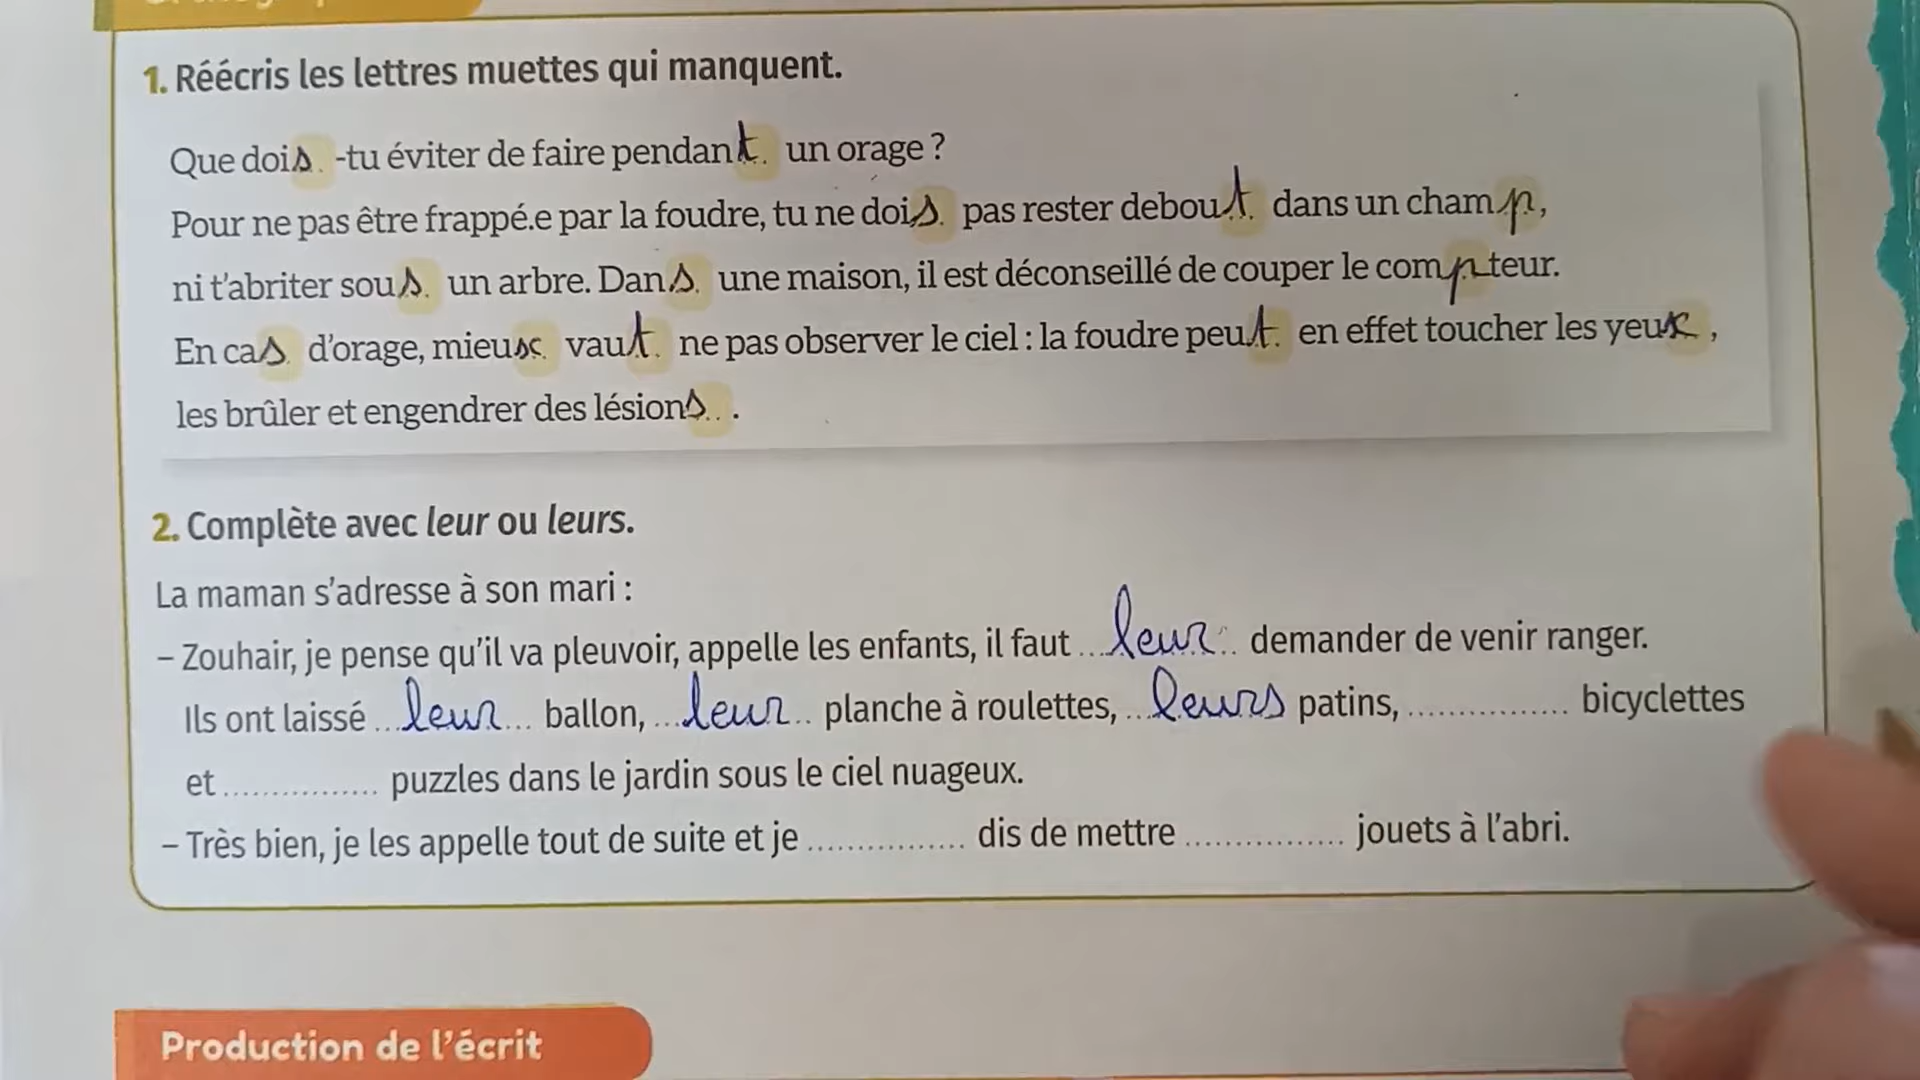 1. Réécris les lettres muettes qui manquent.
Que dois. -tu éviter de faire pendant. un orage ?
Pour ne pas être frappé.e par la foudre, tu ne dois. pas rester debout. dans un champ,
ni t'abriter sous. un arbre. Dans. une maison, il est déconseillé de couper le compteur.
En cas. d'orage, mieux. vaut. ne pas observer le ciel : la foudre peut. en effet toucher les yeux ,
les brûler et engendrer des lésions.. .
2. Complète avec leur ou leurs.
La maman s'adresse à son mari :
– Zouhair, je pense qu'il va pleuvoir, appelle les enfants, il faut ...leur.. demander de venir ranger.
Ils ont laissé ...leur... ballon, ...leur.. planche à roulettes, ...leurs patins, ................ bicyclettes
et ................ puzzles dans le jardin sous le ciel nuageux.
– Très bien, je les appelle tout de suite et je ................ dis de mettre ................ jouets à l'abri.
Production de l'écrit